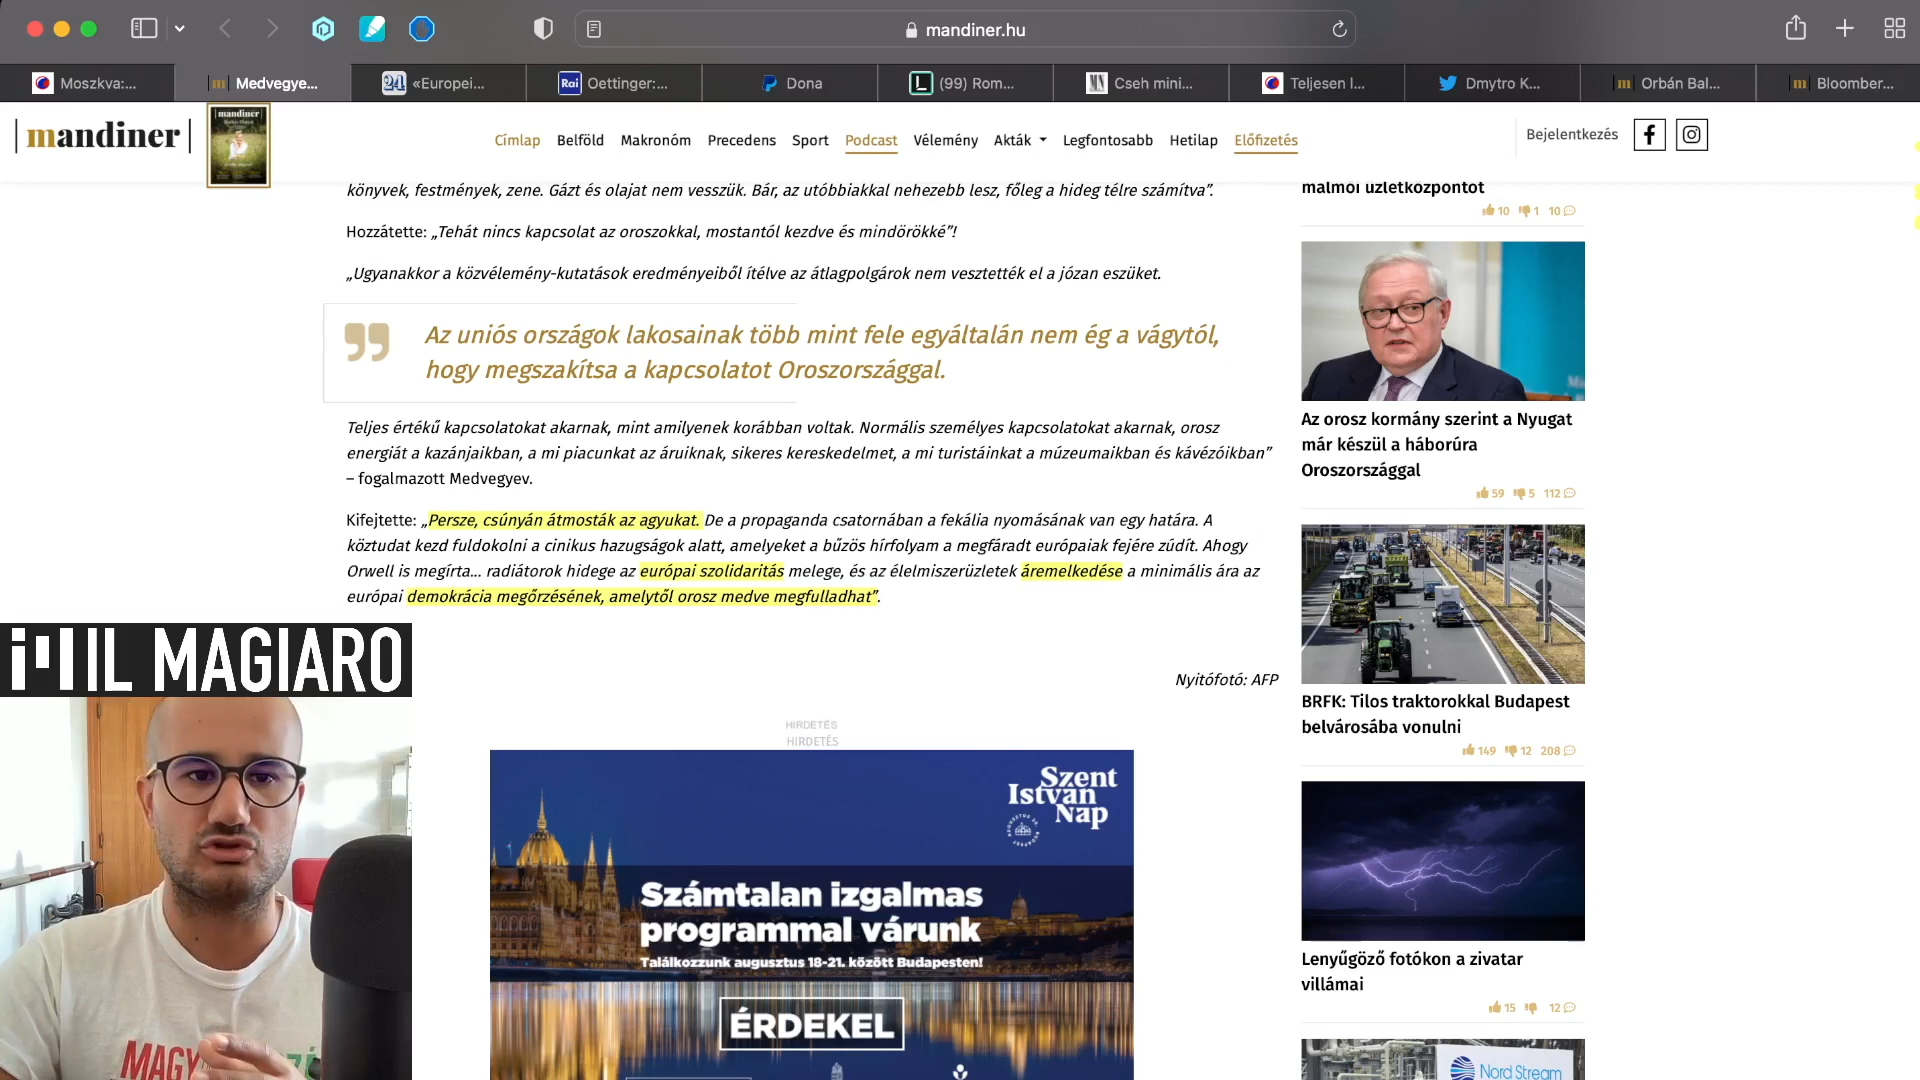 mandiner.hu
Moszkva:...
Medvegye...
«Europei...
Oettinger:...
Dona
(99) Rom...
Cseh mini...
Teljesen l...
Dmytro K...
Orbán Bal...
Bloomber...
|mandiner|
Címlap
Belföld
Makronóm
Precedens
Sport
Podcast
Vélemény
Akták
Legfontosabb
Hetilap
Előfizetés
Bejelentkezés
könyvek, festmények, zene. Gázt és olajat nem vesszük. Bár, az utóbbiakkal nehezebb lesz, főleg a hideg télre számítva”.
Hozzátette: „Tehát nincs kapcsolat az oroszokkal, mostantól kezdve és mindörökké”!
„Ugyanakkor a közvélemény-kutatások eredményeiből ítélve az átlagpolgárok nem vesztették el a józan eszüket.
Az uniós országok lakosainak több mint fele egyáltalán nem ég a vágytól,
hogy megszakítsa a kapcsolatot Oroszországgal.
Teljes értékű kapcsolatokat akarnak, mint amilyenek korábban voltak. Normális személyes kapcsolatokat akarnak, orosz
energiát a kazánjaikban, a mi piacunkat az áruiknak, sikeres kereskedelmet, a mi turistáinkat a múzeumaikban és kávézóikban”
– fogalmazott Medvegyev.
Kifejtette: „Persze, csúnyán átmosták az agyukat. De a propaganda csatornában a fekália nyomásának van egy határa. A
köztudat kezd fuldokolni a cinikus hazugságok alatt, amelyeket a bűzös hírfolyam a megfáradt európaiak fejére zúdít. Ahogy
Orwell is megírta... radiátorok hidege az európai szolidaritás melege, és az élelmiszerüzletek áremelkedése a minimális ára az
európai demokrácia megőrzésének, amelytől orosz medve megfulladhat”.
Nyitófotó: AFP
HIRDETÉS
HIRDETÉS
Szent
István
Nap
Számtalan izgalmas
programmal várunk
Találkozzunk augusztus 18-21. között Budapesten!
ÉRDEKEL
malmöi üzletközpontot
10 1 10
Az orosz kormány szerint a Nyugat
már készül a háborúra
Oroszországgal
59 5 112
BRFK: Tilos traktorokkal Budapest
belvárosába vonulni
149 12 208
Lenyűgöző fotókon a zivatar
villámai
15 12
Nord Stream
IL MAGIARO
MAGY